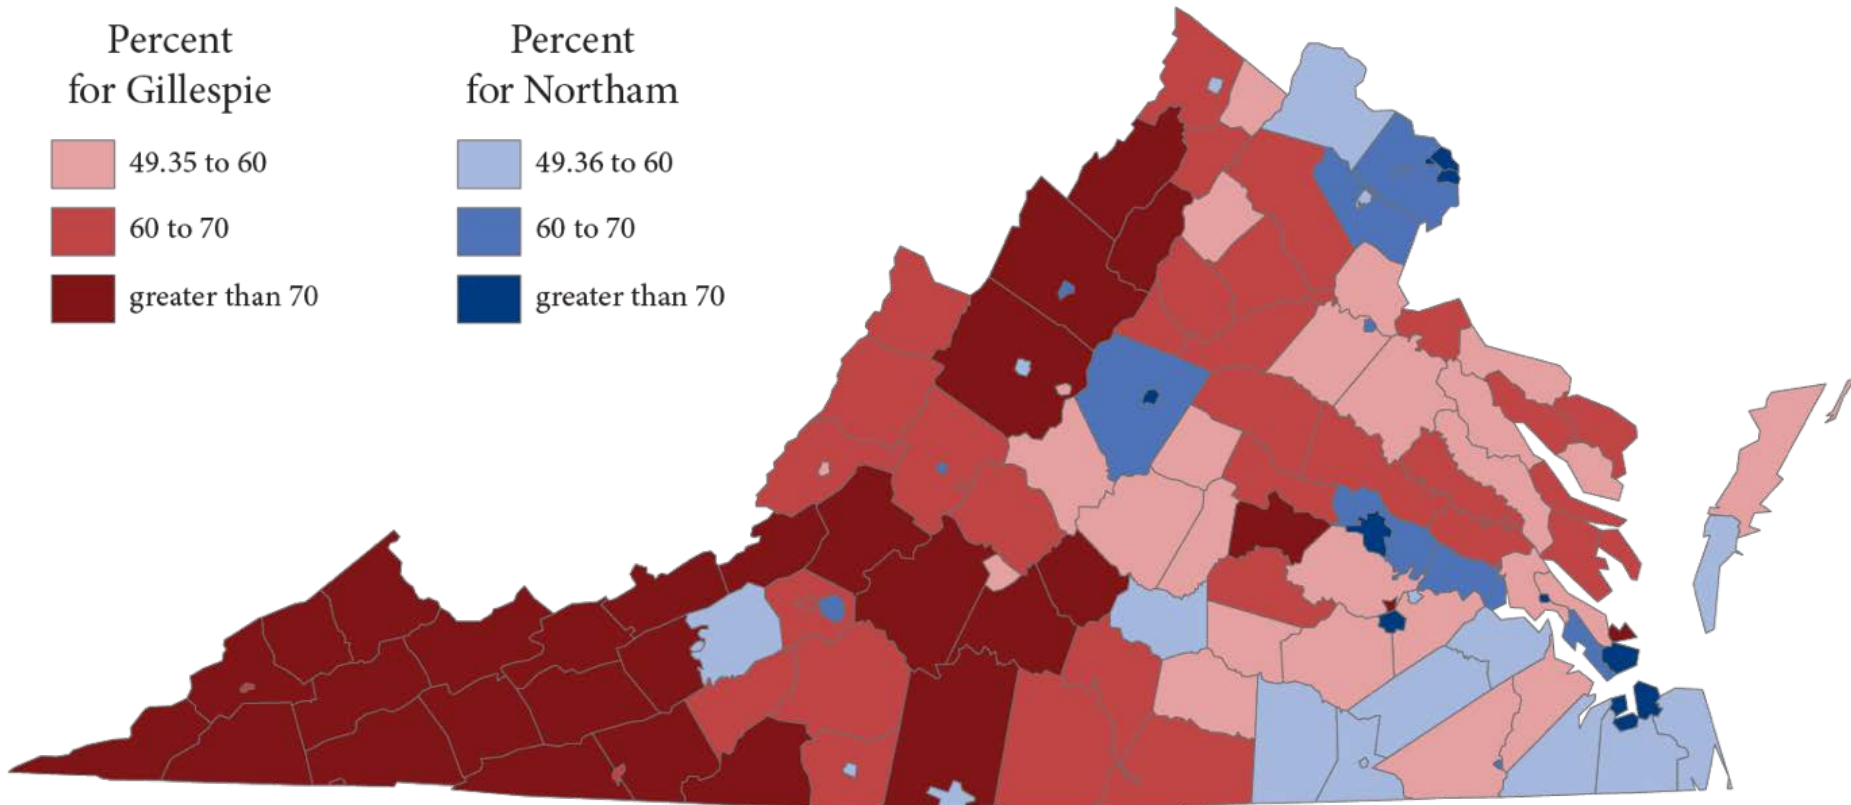 Percent
for Gillespie
49.35 to 60
60 to 70
greater than 70
Percent
for Northam
49.36 to 60
60 to 70
greater than 70